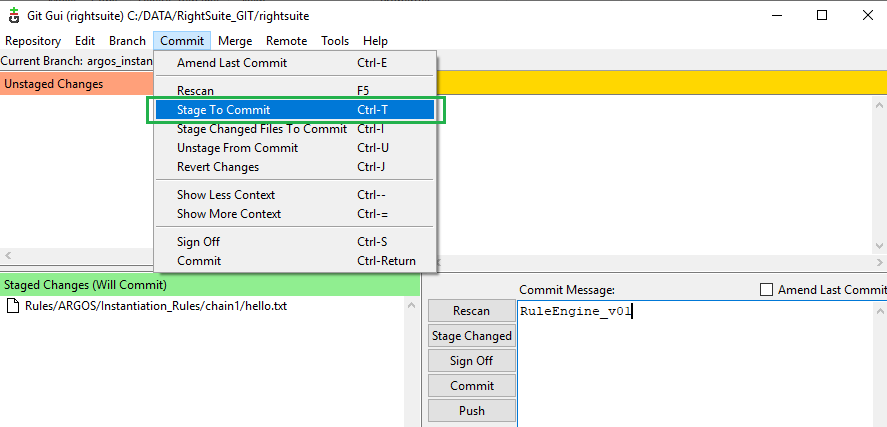 Git Gui (rightsuite) C:/DATA/RightSuite_GIT/rightsuite
Repository Edit Branch Commit Merge Remote Tools Help
Current Branch: argos_instan
Unstaged Changes
Amend Last Commit Ctrl-E
Rescan F5
Stage To Commit Ctrl-T
Stage Changed Files To Commit Ctrl-I
Unstage From Commit Ctrl-U
Revert Changes Ctrl-J
Show Less Context Ctrl--
Show More Context Ctrl-=
Sign Off Ctrl-S
Commit Ctrl-Return
Staged Changes (Will Commit)
Rules/ARGOS/Instantiation_Rules/chain1/hello.txt
Rescan
Stage Changed
Sign Off
Commit
Push
Commit Message: Amend Last Commit
RuleEngine_v01